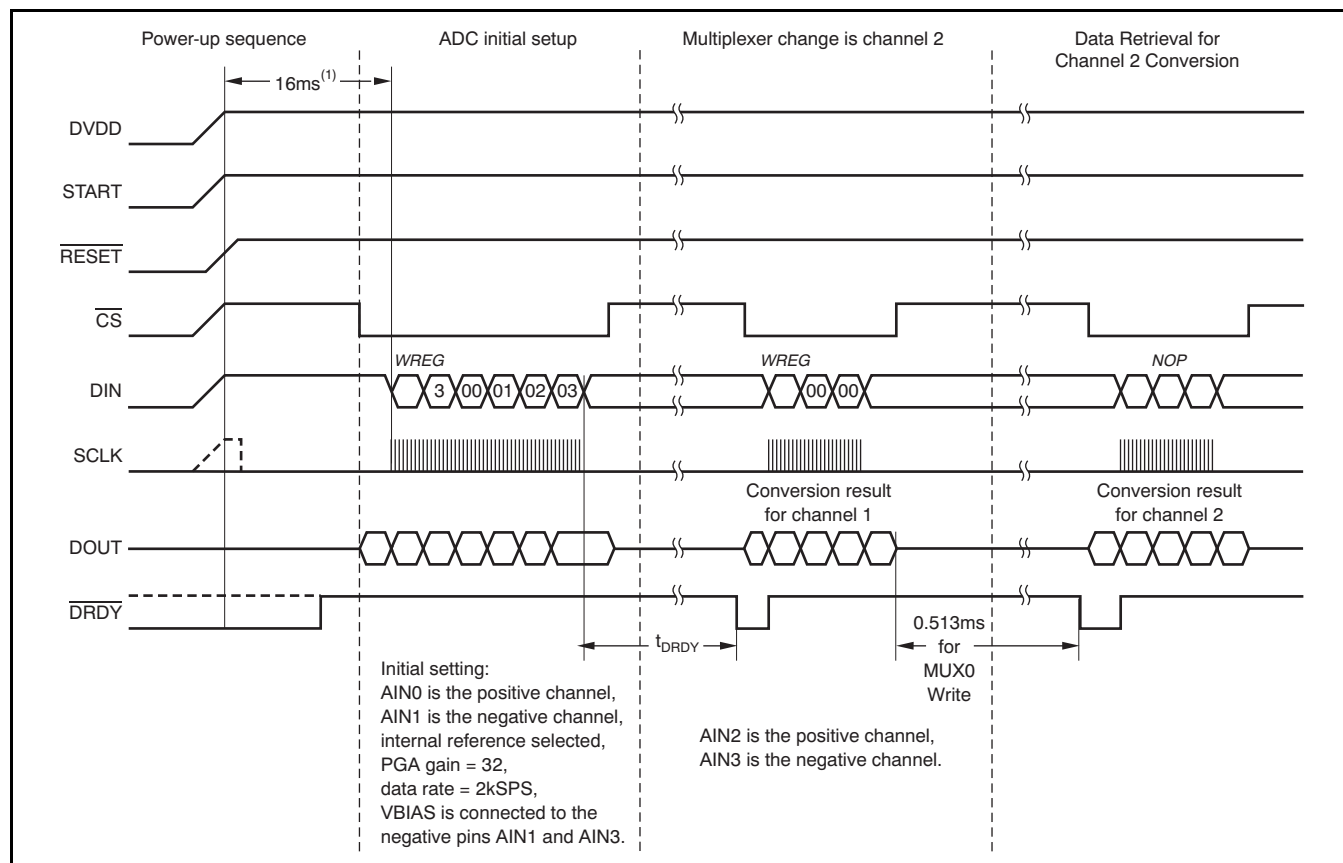 Power-up sequence
ADC initial setup
Multiplexer change is channel 2
Data Retrieval for
Channel 2 Conversion
16ms(1)
DVDD
START
RESET
CS
WREG
WREG
NOP
DIN
3 00 01 02 03
00 00
SCLK
Conversion result
for channel 1
Conversion result
for channel 2
DOUT
DRDY
tDRDY
0.513ms
for
MUX0
Write
Initial setting:
AIN0 is the positive channel,
AIN1 is the negative channel,
internal reference selected,
PGA gain = 32,
data rate = 2kSPS,
VBIAS is connected to the
negative pins AIN1 and AIN3.
AIN2 is the positive channel,
AIN3 is the negative channel.